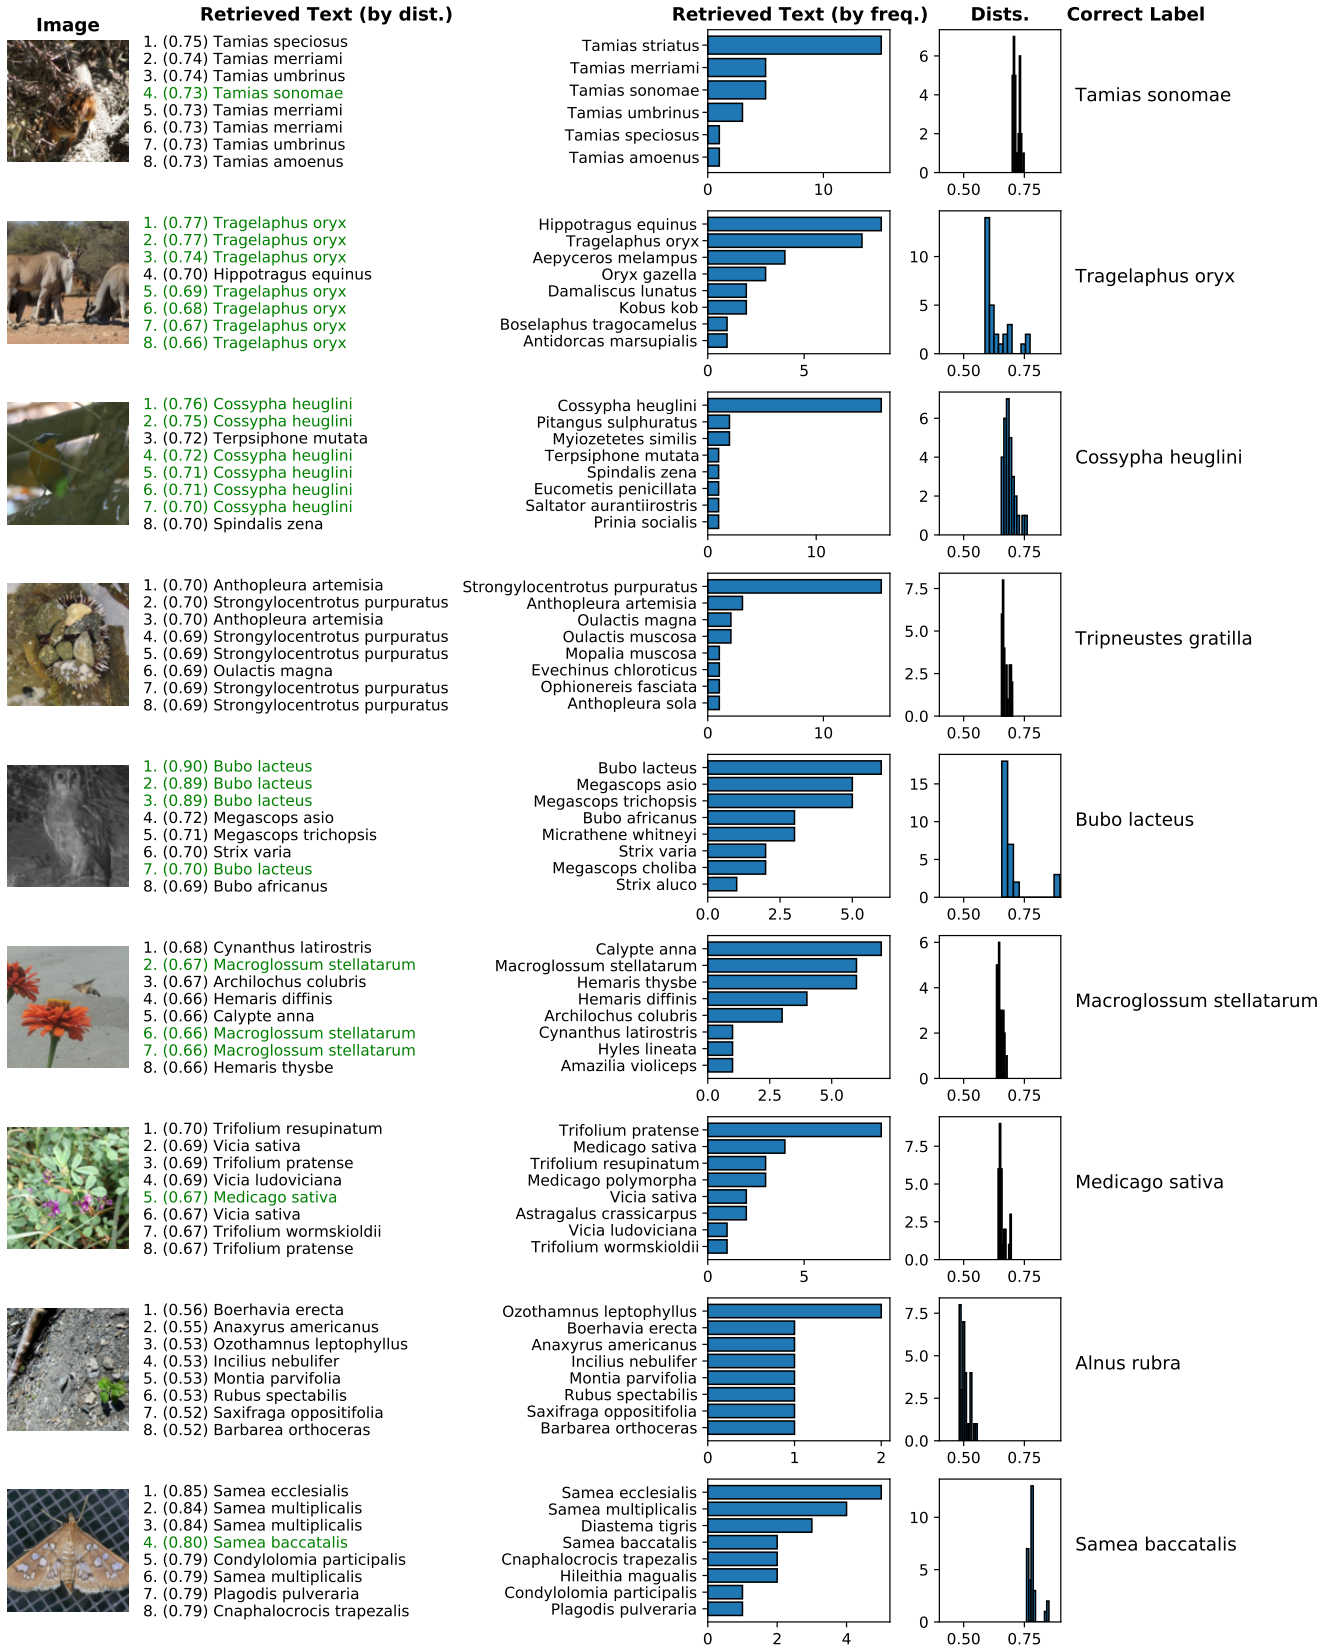 Image
Retrieved Text (by dist.)
Retrieved Text (by freq.)
Dists.
Correct Label
1. (0.75) Tamias speciosus
2. (0.74) Tamias merriami
3. (0.74) Tamias umbrinus
4. (0.73) Tamias sonomae
5. (0.73) Tamias merriami
6. (0.73) Tamias merriami
7. (0.73) Tamias umbrinus
8. (0.73) Tamias amoenus
Tamias striatus
Tamias merriami
Tamias sonomae
Tamias umbrinus
Tamias speciosus
Tamias amoenus
0 10
6
4
2
0
0.50 0.75
Tamias sonomae
1. (0.77) Tragelaphus oryx
2. (0.77) Tragelaphus oryx
3. (0.74) Tragelaphus oryx
4. (0.70) Hippotragus equinus
5. (0.69) Tragelaphus oryx
6. (0.68) Tragelaphus oryx
7. (0.67) Tragelaphus oryx
8. (0.66) Tragelaphus oryx
Hippotragus equinus
Tragelaphus oryx
Aepyceros melampus
Oryx gazella
Damaliscus lunatus
Kobus kob
Boselaphus tragocamelus
Antidorcas marsupialis
0 5
10
5
0
0.50 0.75
Tragelaphus oryx
1. (0.76) Cossypha heuglini
2. (0.75) Cossypha heuglini
3. (0.72) Terpsiphone mutata
4. (0.72) Cossypha heuglini
5. (0.71) Cossypha heuglini
6. (0.71) Cossypha heuglini
7. (0.70) Cossypha heuglini
8. (0.70) Spindalis zena
Cossypha heuglini
Pitangus sulphuratus
Myiozetetes similis
Terpsiphone mutata
Spindalis zena
Eucometis penicillata
Saltator aurantiirostris
Prinia socialis
0 10
6
4
2
0
0.50 0.75
Cossypha heuglini
1. (0.70) Anthopleura artemisia
2. (0.70) Strongylocentrotus purpuratus
3. (0.70) Anthopleura artemisia
4. (0.69) Strongylocentrotus purpuratus
5. (0.69) Strongylocentrotus purpuratus
6. (0.69) Oulactis magna
7. (0.69) Strongylocentrotus purpuratus
8. (0.69) Strongylocentrotus purpuratus
Strongylocentrotus purpuratus
Anthopleura artemisia
Oulactis magna
Oulactis muscosa
Mopalia muscosa
Evechinus chloroticus
Ophionereis fasciata
Anthopleura sola
0 10
7.5
5.0
2.5
0.0
0.50 0.75
Tripneustes gratilla
1. (0.90) Bubo lacteus
2. (0.89) Bubo lacteus
3. (0.89) Bubo lacteus
4. (0.72) Megascops asio
5. (0.71) Megascops trichopsis
6. (0.70) Strix varia
7. (0.70) Bubo lacteus
8. (0.69) Bubo africanus
Bubo lacteus
Megascops asio
Megascops trichopsis
Bubo africanus
Micrathene whitneyi
Strix varia
Megascops choliba
Strix aluco
0.0 2.5 5.0
15
10
5
0
0.50 0.75
Bubo lacteus
1. (0.68) Cynanthus latirostris
2. (0.67) Macroglossum stellatarum
3. (0.67) Archilochus colubris
4. (0.66) Hemaris diffinis
5. (0.66) Calypte anna
6. (0.66) Macroglossum stellatarum
7. (0.66) Macroglossum stellatarum
8. (0.66) Hemaris thysbe
Calypte anna
Macroglossum stellatarum
Hemaris thysbe
Hemaris diffinis
Archilochus colubris
Cynanthus latirostris
Hyles lineata
Amazilia violiceps
0.0 2.5 5.0
6
4
2
0
0.50 0.75
Macroglossum stellatarum
1. (0.70) Trifolium resupinatum
2. (0.69) Vicia sativa
3. (0.69) Trifolium pratense
4. (0.69) Vicia ludoviciana
5. (0.67) Medicago sativa
6. (0.67) Vicia sativa
7. (0.67) Trifolium wormskioldii
8. (0.67) Trifolium pratense
Trifolium pratense
Medicago sativa
Trifolium resupinatum
Medicago polymorpha
Vicia sativa
Astragalus crassicarpus
Vicia ludoviciana
Trifolium wormskioldii
0 5
7.5
5.0
2.5
0.0
0.50 0.75
Medicago sativa
1. (0.56) Boerhavia erecta
2. (0.55) Anaxyrus americanus
3. (0.53) Ozothamnus leptophyllus
4. (0.53) Incilius nebulifer
5. (0.53) Montia parvifolia
6. (0.53) Rubus spectabilis
7. (0.52) Saxifraga oppositifolia
8. (0.52) Barbarea orthoceras
Ozothamnus leptophyllus
Boerhavia erecta
Anaxyrus americanus
Incilius nebulifer
Montia parvifolia
Rubus spectabilis
Saxifraga oppositifolia
Barbarea orthoceras
0 1 2
7.5
5.0
2.5
0.0
0.50 0.75
Alnus rubra
1. (0.85) Samea ecclesialis
2. (0.84) Samea multiplicalis
3. (0.84) Samea multiplicalis
4. (0.80) Samea baccatalis
5. (0.79) Condylolomia participalis
6. (0.79) Samea multiplicalis
7. (0.79) Plagodis pulveraria
8. (0.79) Cnaphalocrocis trapezalis
Samea ecclesialis
Samea multiplicalis
Diastema tigris
Samea baccatalis
Cnaphalocrocis trapezalis
Hileithia magualis
Condylolomia participalis
Plagodis pulveraria
0 2 4
10
5
0
0.50 0.75
Samea baccatalis